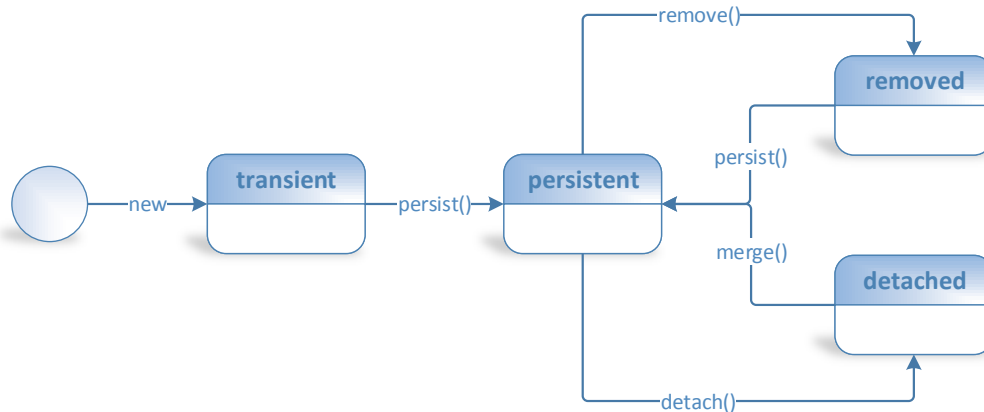 remove()
removed
persist()
transient
persistent
new
persist()
merge()
detached
detach()